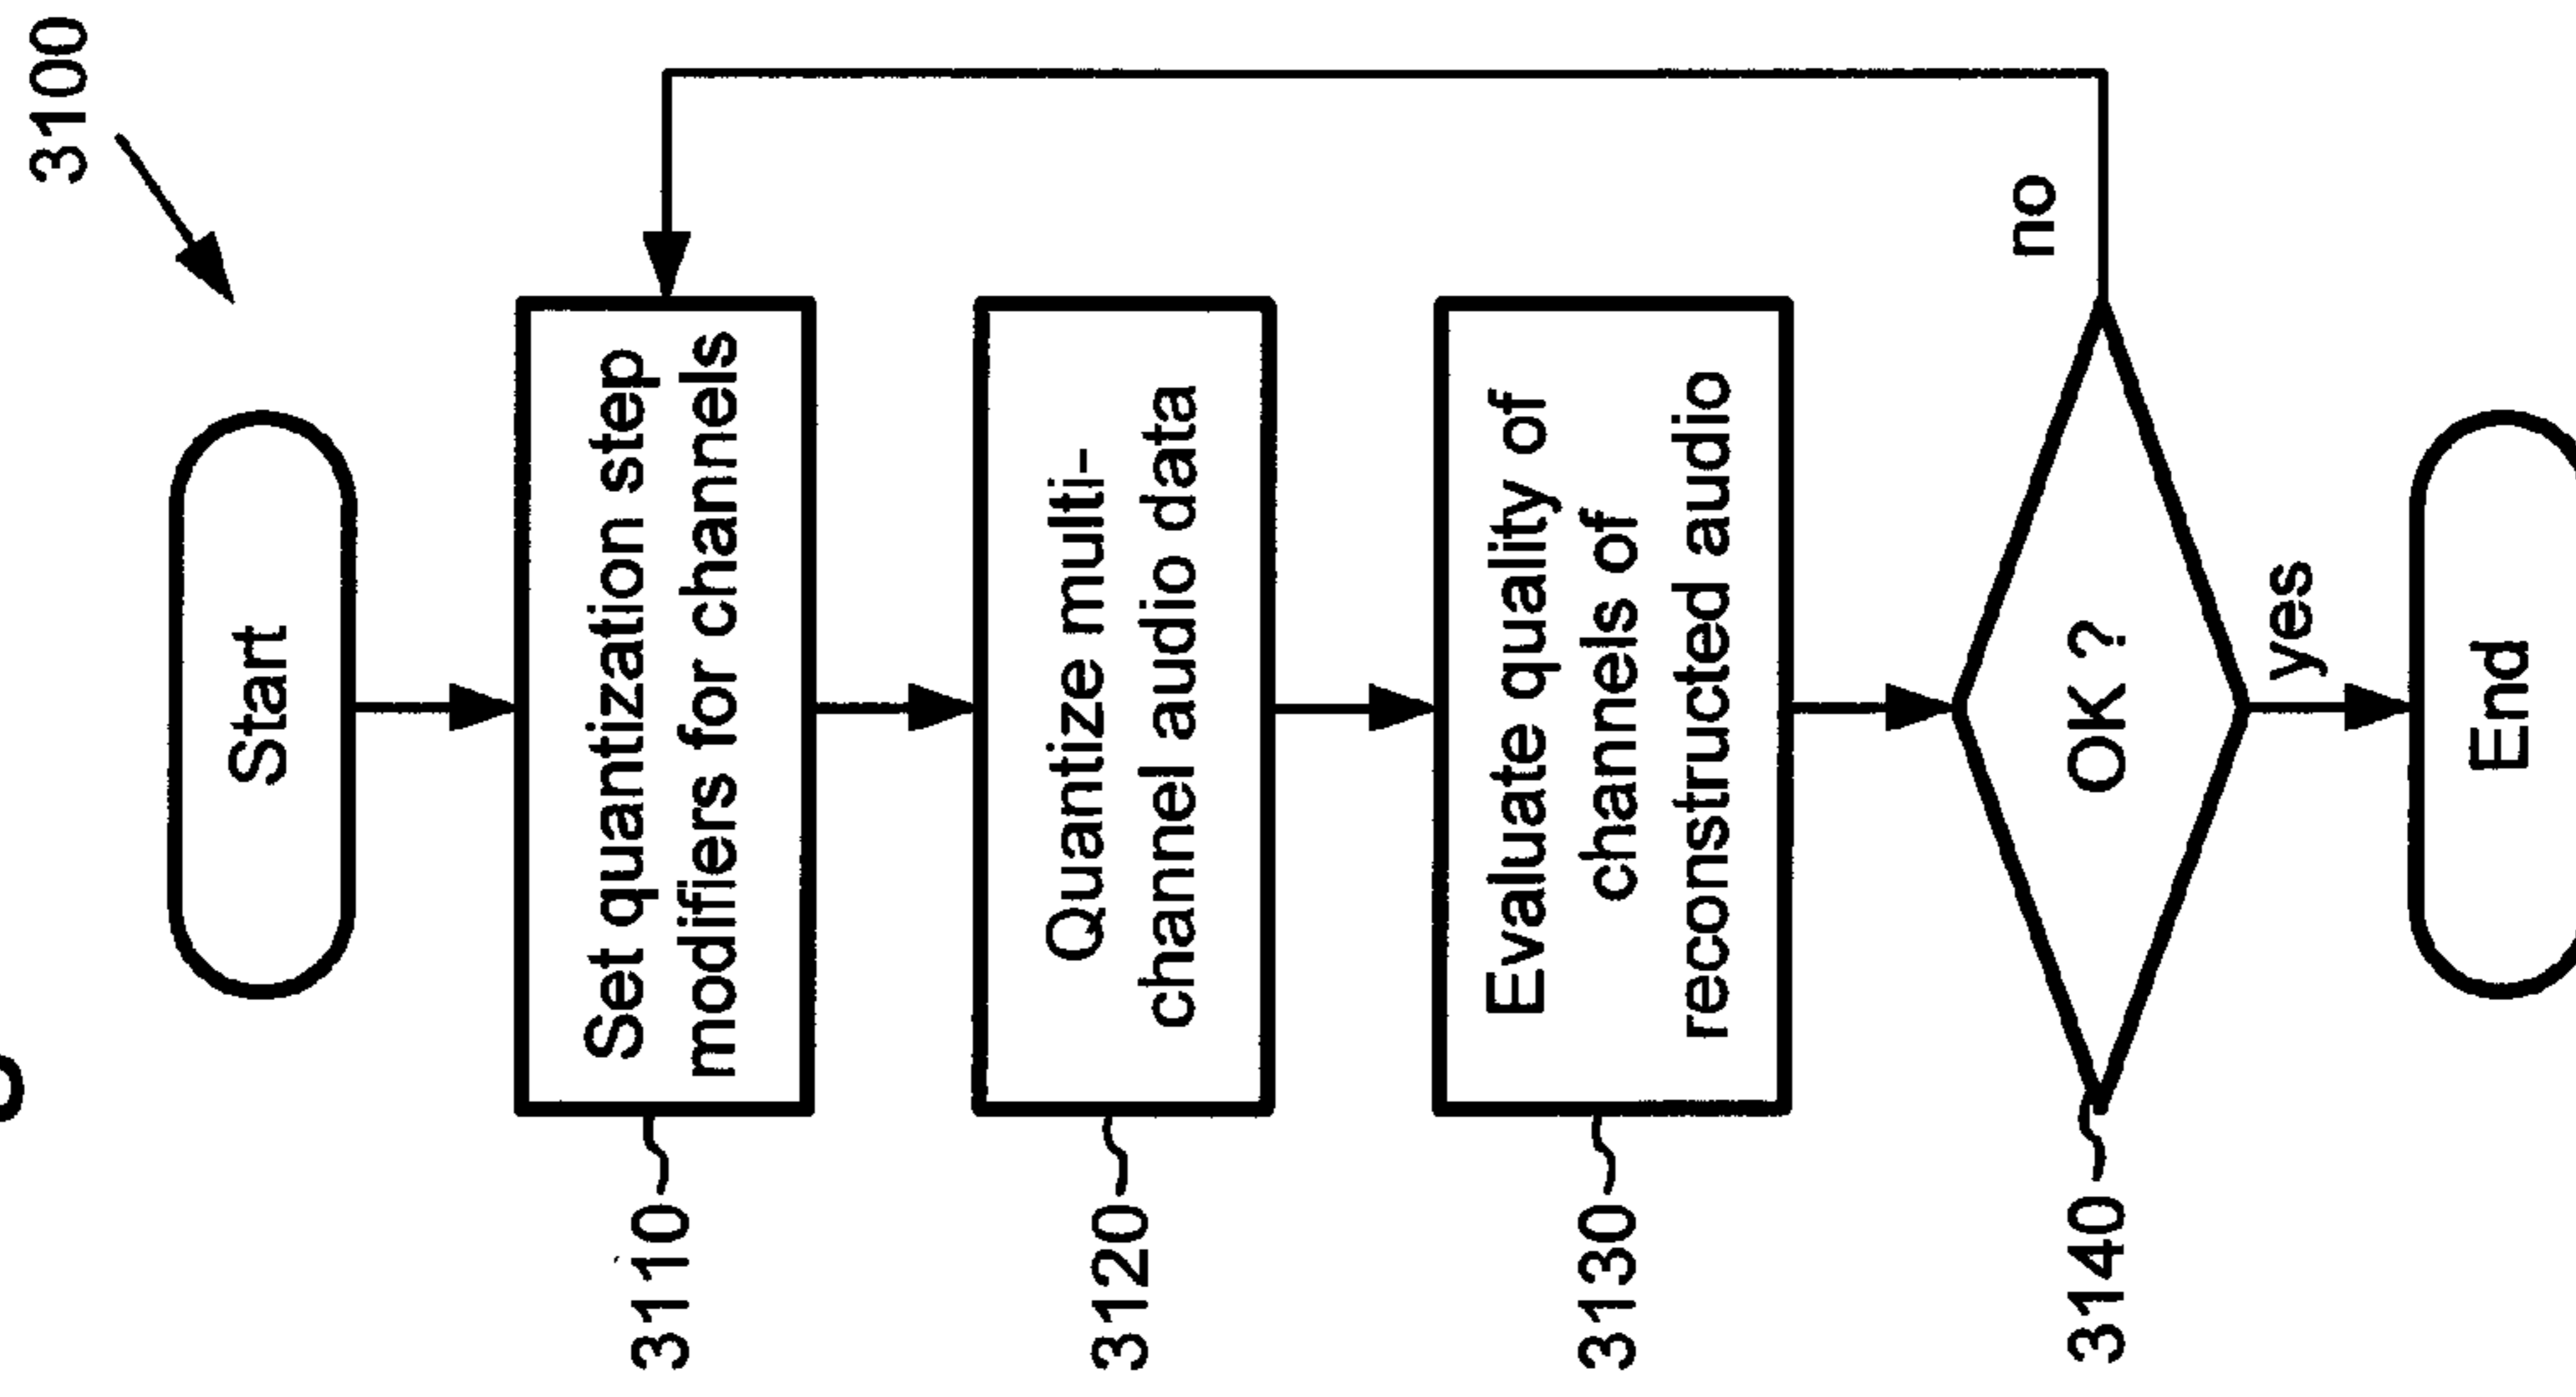 3100
Start
3110
Set quantization step
modifiers for channels
3120
Quantize multi-
channel audio data
3130
Evaluate quality of
channels of
reconstructed audio
3140
OK ?
no
yes
End